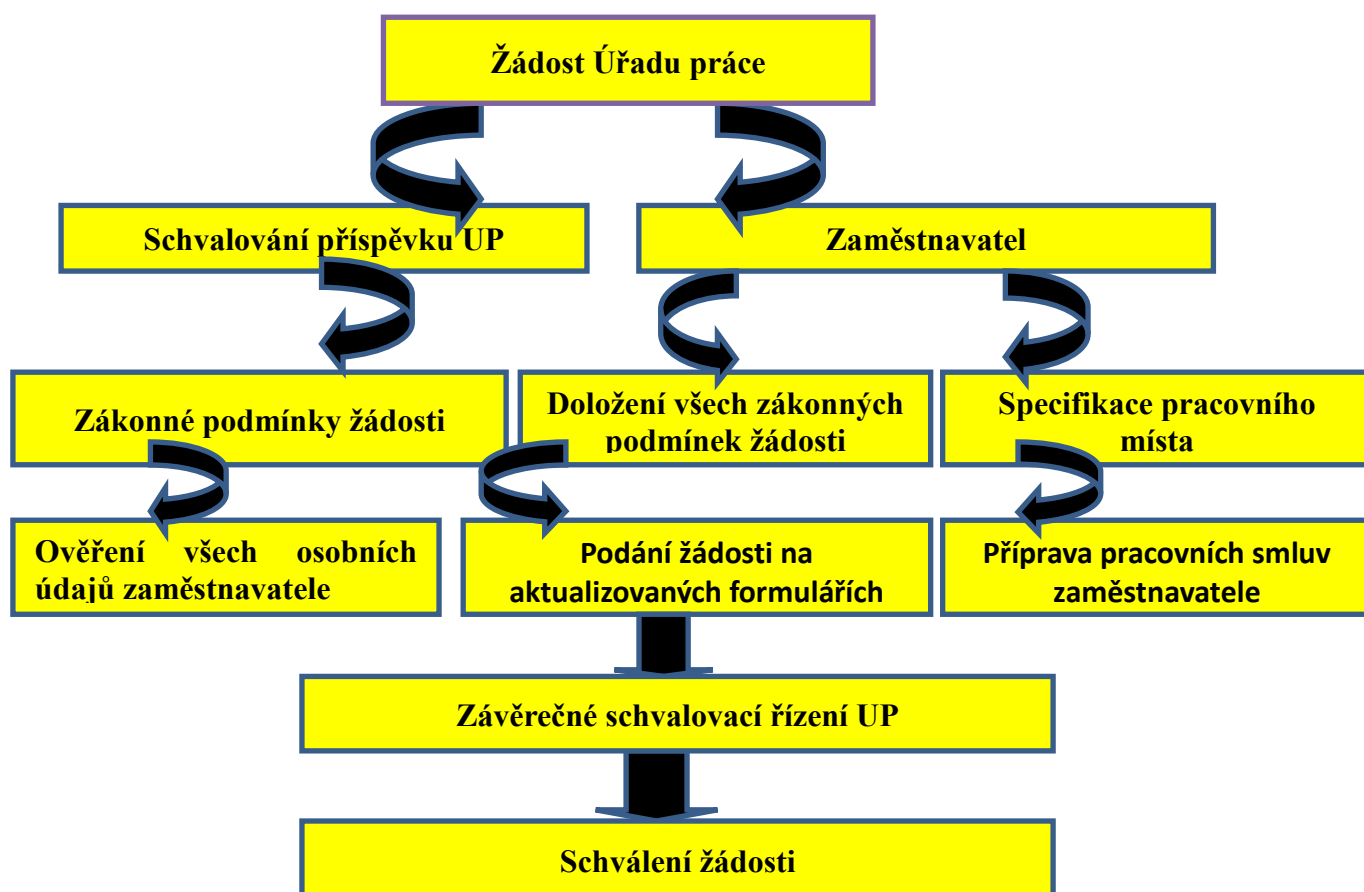 Žádost Úřadu práce
Schvalování příspěvku UP
Zaměstnavatel
Zákonné podmínky žádosti
Doložení všech zákonných
podmínek žádosti
Specifikace pracovního
místa
Ověření všech osobních
údajů zaměstnavatele
Podání žádosti na
aktualizovaných formulářích
Příprava pracovních smluv
zaměstnavatele
Závěrečné schvalovací řízení UP
Schválení žádosti